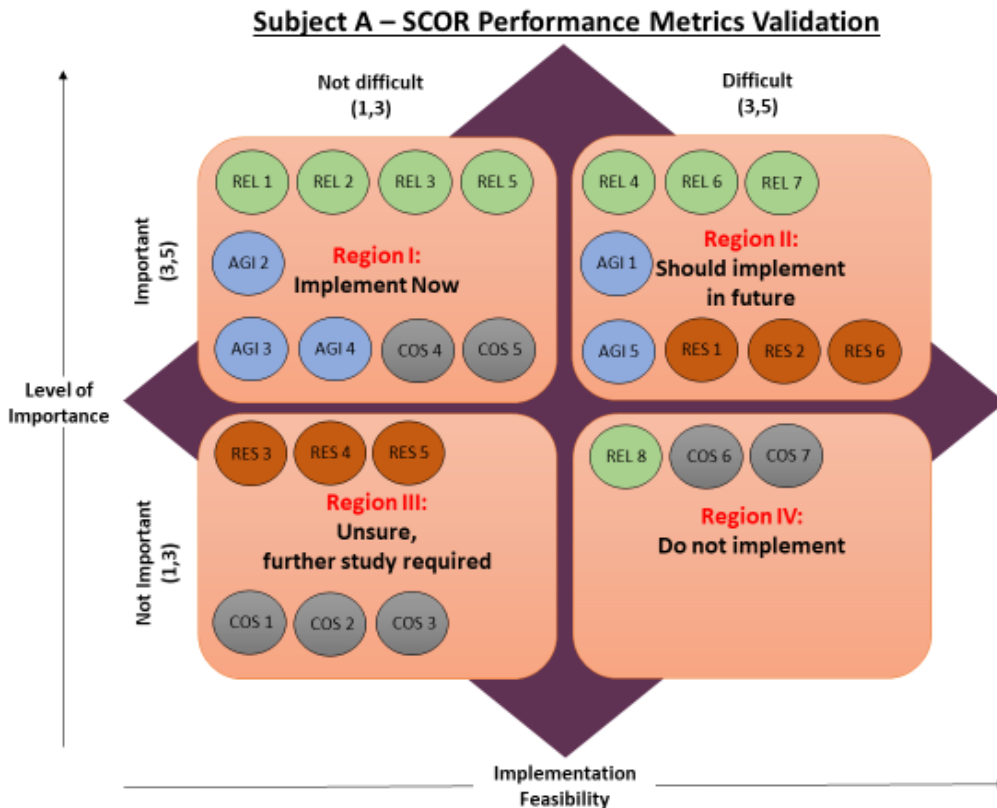 Subject A – SCOR Performance Metrics Validation
Not difficult
(1,3)
Difficult
(3,5)
Important
(3,5)
REL 1 REL 2 REL 3 REL 5
AGI 2
Region I:
Implement Now
AGI 3 AGI 4 COS 4 COS 5
REL 4 REL 6 REL 7
AGI 1
Region II:
Should implement
in future
AGI 5 RES 1 RES 2 RES 6
Level of
Importance
Not Important
(1,3)
RES 3 RES 4 RES 5
Region III:
Unsure,
further study required
COS 1 COS 2 COS 3
REL 8 COS 6 COS 7
Region IV:
Do not implement
Implementation
Feasibility